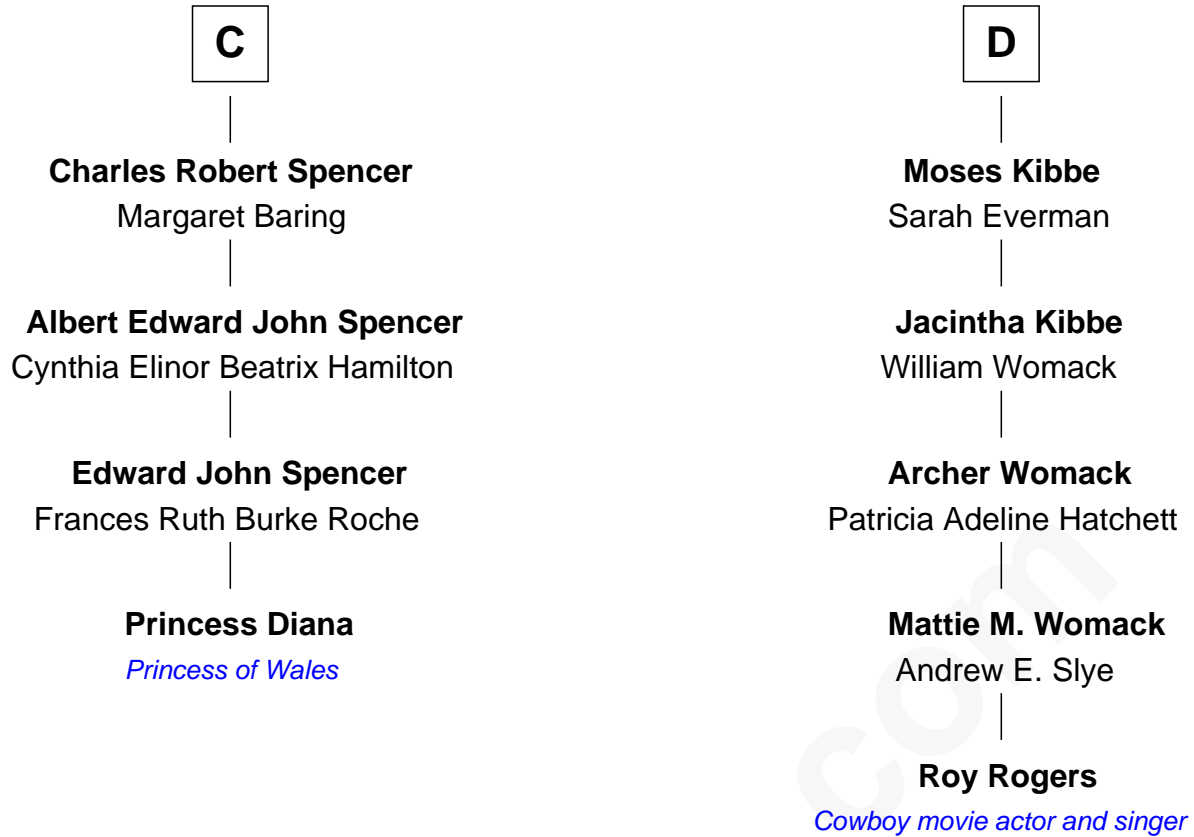 C
Charles Robert Spencer
Margaret Baring
Albert Edward John Spencer
Cynthia Elinor Beatrix Hamilton
Edward John Spencer
Frances Ruth Burke Roche
Princess Diana
Princess of Wales
D
Moses Kibbe
Sarah Everman
Jacintha Kibbe
William Womack
Archer Womack
Patricia Adeline Hatchett
Mattie M. Womack
Andrew E. Slye
Roy Rogers
Cowboy movie actor and singer
com